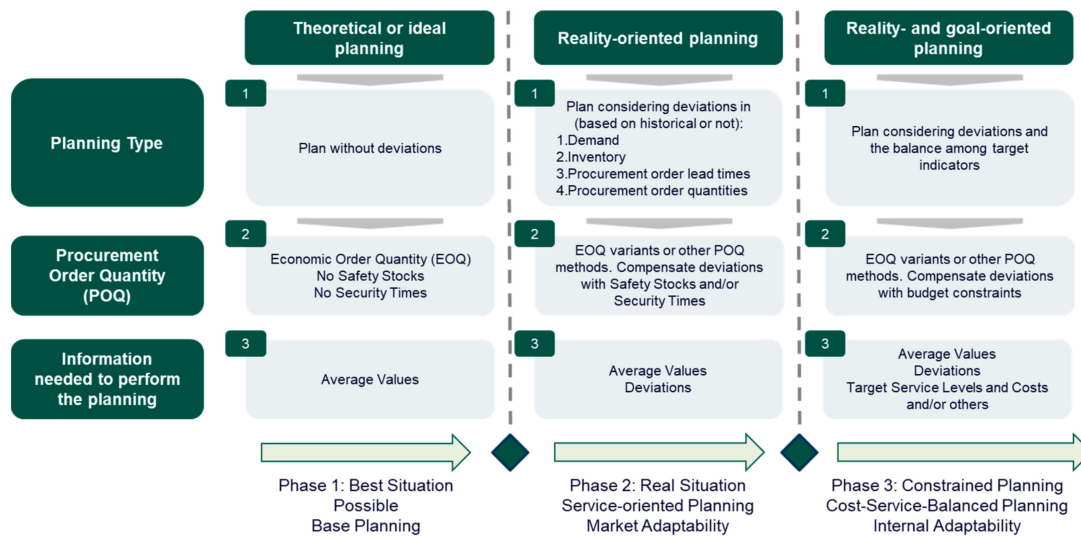 Theoretical or ideal
planning
Reality-oriented planning
Reality- and goal-oriented
planning
Planning Type
1
Plan without deviations
1
Plan considering deviations in
(based on historical or not):
1.Demand
2.Inventory
3.Procurement order lead times
4.Procurement order quantities
1
Plan considering deviations and
the balance among target
indicators
Procurement
Order Quantity
(POQ)
2
Economic Order Quantity (EOQ)
No Safety Stocks
No Security Times
2
EOQ variants or other POQ
methods. Compensate deviations
with Safety Stocks and/or
Security Times
2
EOQ variants or other POQ
methods. Compensate deviations
with budget constraints
Information
needed to perform
the planning
3
Average Values
3
Average Values
Deviations
3
Average Values
Deviations
Target Service Levels and Costs
and/or others
Phase 1: Best Situation
Possible
Base Planning
Phase 2: Real Situation
Service-oriented Planning
Market Adaptability
Phase 3: Constrained Planning
Cost-Service-Balanced Planning
Internal Adaptability